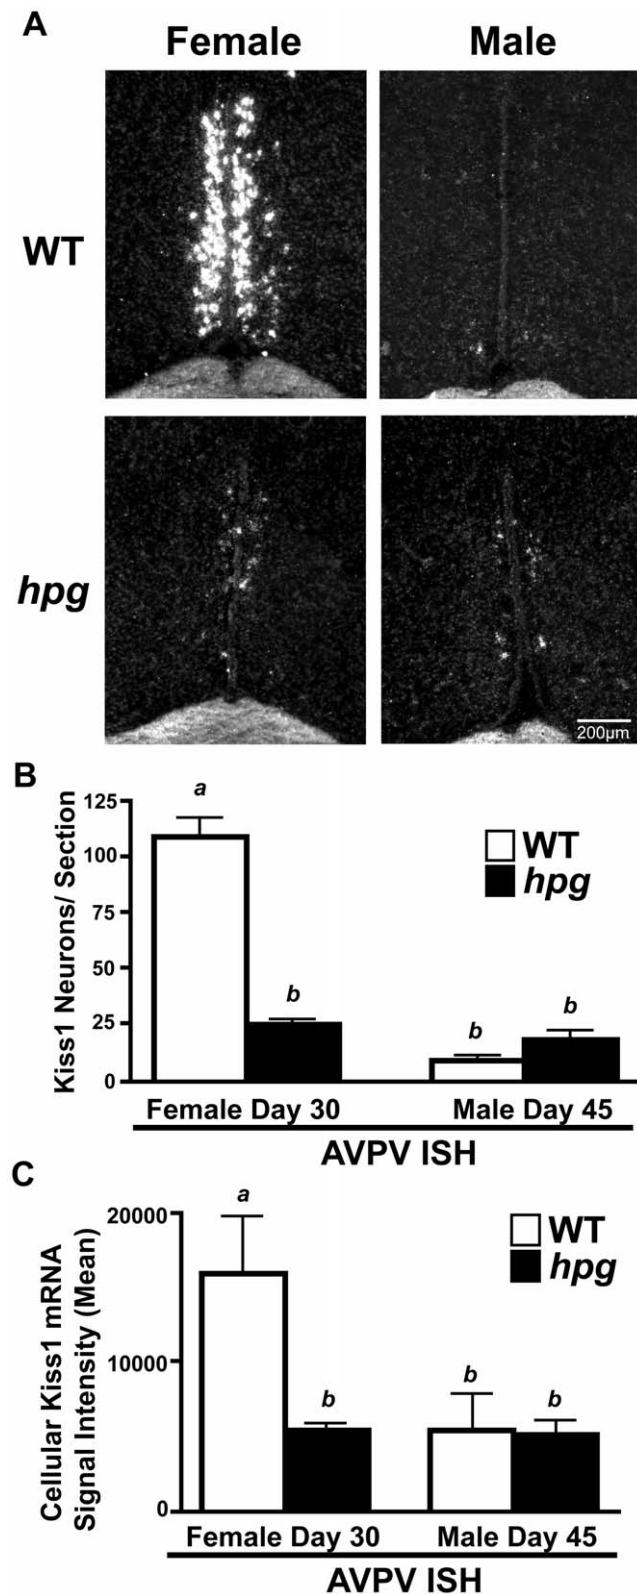 A
Female Male
WT
hpg
200µm
B
Kiss1 Neurons/ Section
125
100
75
50
25
0
a
b
b
b
WT
hpg
Female Day 30 Male Day 45
AVPV ISH
C
Cellular Kiss1 mRNA
Signal Intensity (Mean)
20000
10000
0
a
b
b
b
WT
hpg
Female Day 30 Male Day 45
AVPV ISH